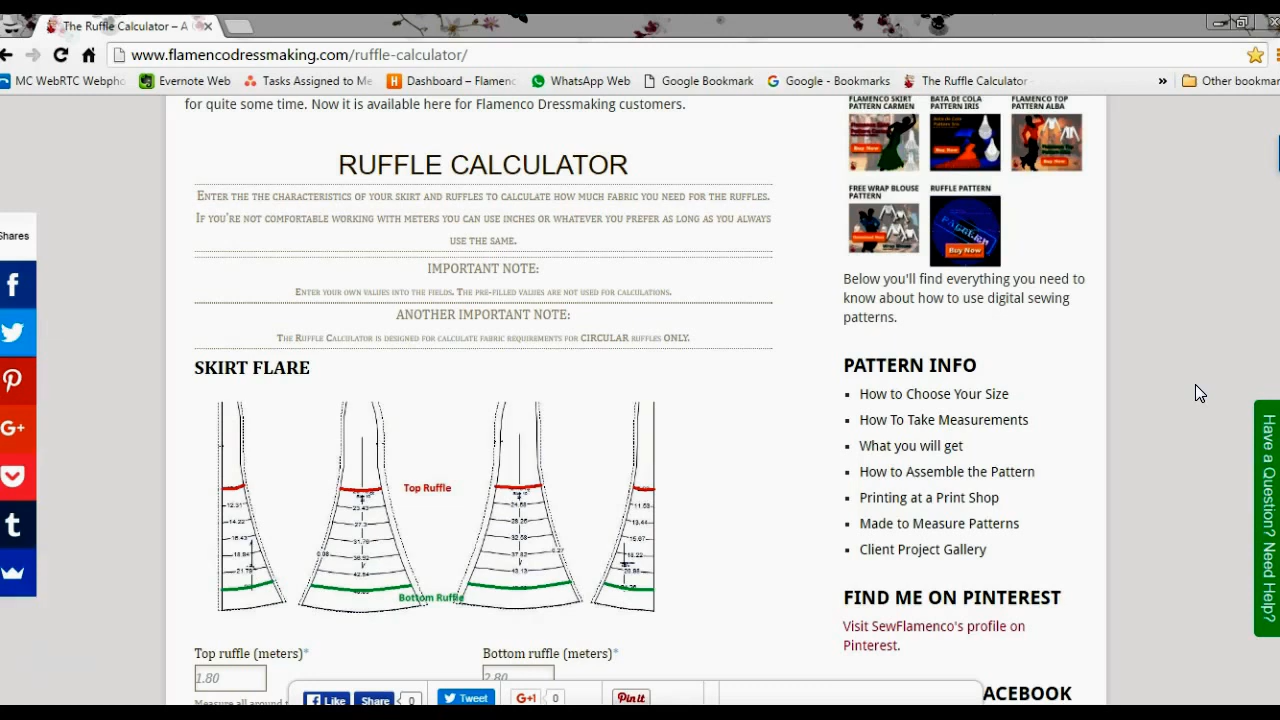 The Ruffle Calculator – A
www.flamencodressmaking.com/ruffle-calculator/
MC WebRTC Webpho
Evernote Web
Tasks Assigned to Me
Dashboard – Flamenc
WhatsApp Web
Google Bookmark
Google - Bookmarks
The Ruffle Calculator
»
Other bookmar
for quite some time. Now it is available here for Flamenco Dressmaking customers.
RUFFLE CALCULATOR
Enter the the characteristics of your skirt and ruffles to calculate how much fabric you need for the ruffles.
If you're not comfortable working with meters you can use inches or whatever you prefer as long as you always
use the same.
IMPORTANT NOTE:
Enter your own values into the fields. The pre-filled values are not used for calculations.
ANOTHER IMPORTANT NOTE:
The Ruffle Calculator is designed for calculate fabric requirements for CIRCULAR ruffles ONLY.
SKIRT FLARE
Top Ruffle
Bottom Ruffle
Top ruffle (meters)*
Bottom ruffle (meters)*
1.80
2.80
Measure all around t
Shares
Like
Share
0
Tweet
G+1
0
Pin it
FLAMENCO SKIRT
PATTERN CARMEN
BATA DE COLA
PATTERN IRIS
FLAMENCO TOP
PATTERN ALBA
Buy Now
Buy Now
Buy Now
FREE WRAP BLOUSE
PATTERN
RUFFLE PATTERN
Buy Now
Below you'll find everything you need to
know about how to use digital sewing
patterns.
PATTERN INFO
How to Choose Your Size
How To Take Measurements
What you will get
How to Assemble the Pattern
Printing at a Print Shop
Made to Measure Patterns
Client Project Gallery
FIND ME ON PINTEREST
Visit SewFlamenco's profile on
Pinterest.
ACEBOOK
Have a Question? Need Help?